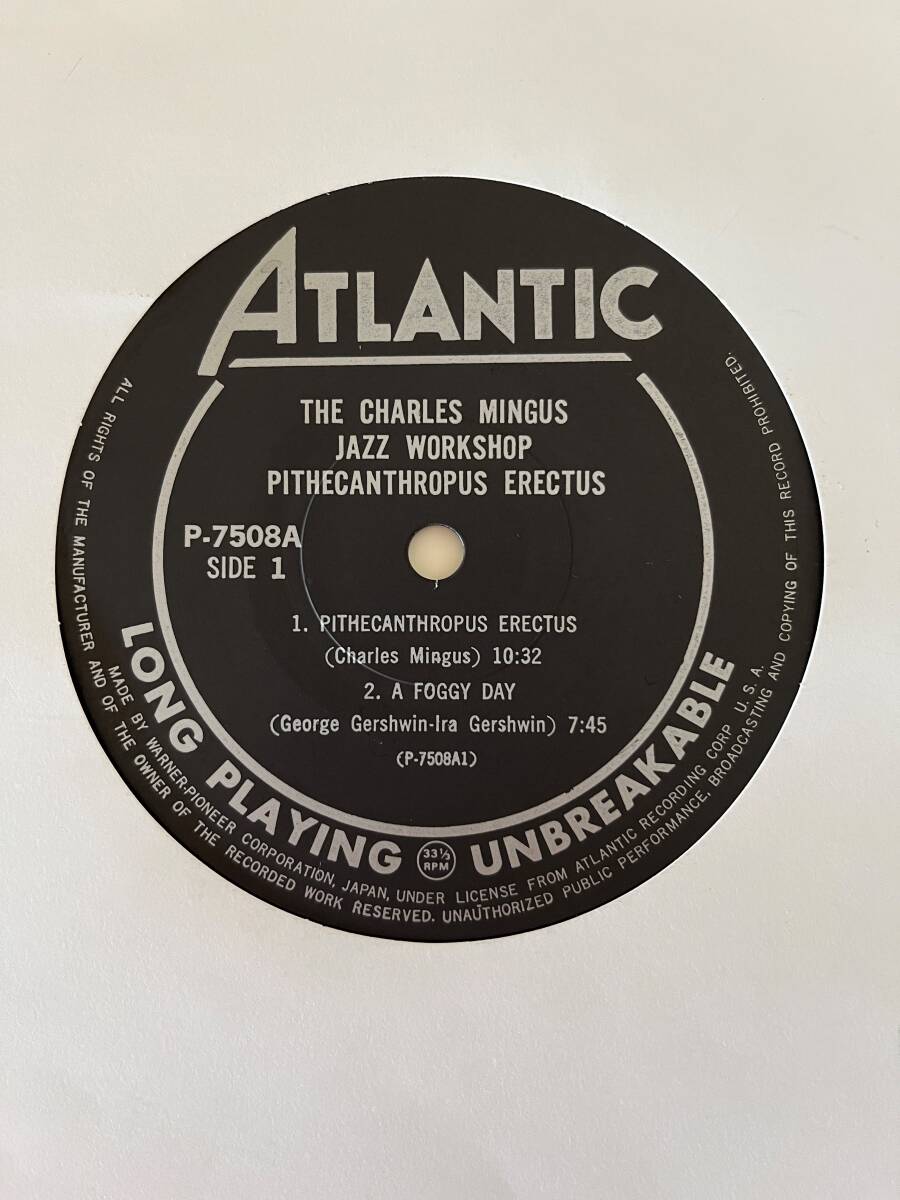 ATLANTIC
THE CHARLES MINGUS
JAZZ WORKSHOP
PITHECANTHROPUS ERECTUS
P-7508A
SIDE 1
1. PITHECANTHROPUS ERECTUS
(Charles Mingus) 10:32
2. A FOGGY DAY
(George Gershwin-Ira Gershwin) 7:45
(P-7508A1)
LONG PLAYING 33⅓ RPM UNBREAKABLE
MADE BY WARNER-PIONEER CORPORATION, JAPAN, UNDER LICENSE FROM ATLANTIC RECORDING CORP U.S.A.
ALL RIGHTS OF THE MANUFACTURER AND OF THE OWNER OF THE RECORDED WORK RESERVED. UNAUTHORIZED PUBLIC PERFORMANCE, BROADCASTING AND COPYING OF THIS RECORD PROHIBITED.